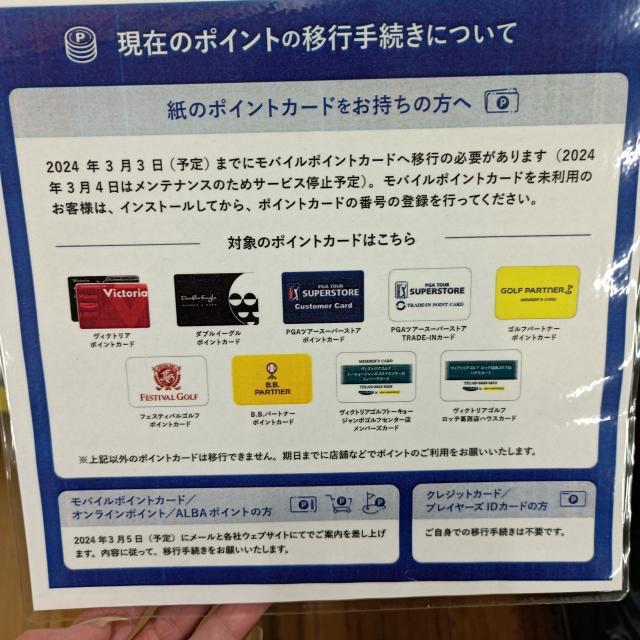 現在のポイントの移行手続きについて
紙のポイントカードをお持ちの方へ
2024年3月3日（予定）までにモバイルポイントカードへ移行の必要があります（2024
年3月4日はメンテナンスのためサービス停止予定）。モバイルポイントカードを未利用の
お客様は、インストールしてから、ポイントカードの番号の登録を行ってください。
対象のポイントカードはこちら
Victoria
Victoria
ヴィクトリア
ポイントカード
Double Eagle
ダブルイーグル
ポイントカード
PGA TOUR
SUPERSTORE
Customer Card
PGAツアースーパーストア
ポイントカード
PGA TOUR
SUPERSTORE
TRADE-IN POINT CARD
PGAツアースーパーストア
TRADE-INカード
GOLF PARTNER
MEMBER'S CARD
ゴルフパートナー
ポイントカード
FESTIVAL GOLF
フェスティバルゴルフ
ポイントカード
B.B.
PARTNER
B.B.パートナー
ポイントカード
MEMBER'S CARD
ヴィクトリアゴルフトーキョー
ジャンボゴルフセンター店
メンバーズカード
ヴィクトリアゴルフ
ロッテ葛西店ハウスカード
※上記以外のポイントカードは移行できません。期日までに店舗などでポイントのご利用をお願いいたします。
モバイルポイントカード／
オンラインポイント／ALBAポイントの方
2024年3月5日（予定）にメールと各社ウェブサイトにてご案内を差し上げ
ます。内容に従って、移行手続きをお願いいたします。
クレジットカード／
プレイヤーズIDカードの方
ご自身での移行手続きは不要です。